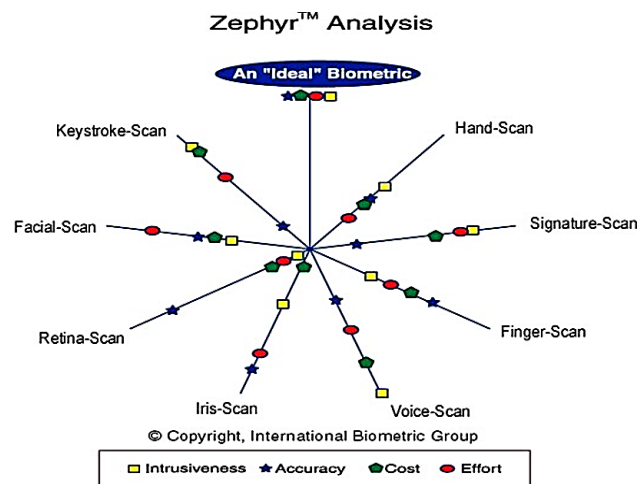 Zephyr™ Analysis
An "Ideal" Biometric
Keystroke-Scan
Hand-Scan
Facial-Scan
Signature-Scan
Retina-Scan
Finger-Scan
Iris-Scan
Voice-Scan
© Copyright, International Biometric Group
Intrusiveness Accuracy Cost Effort